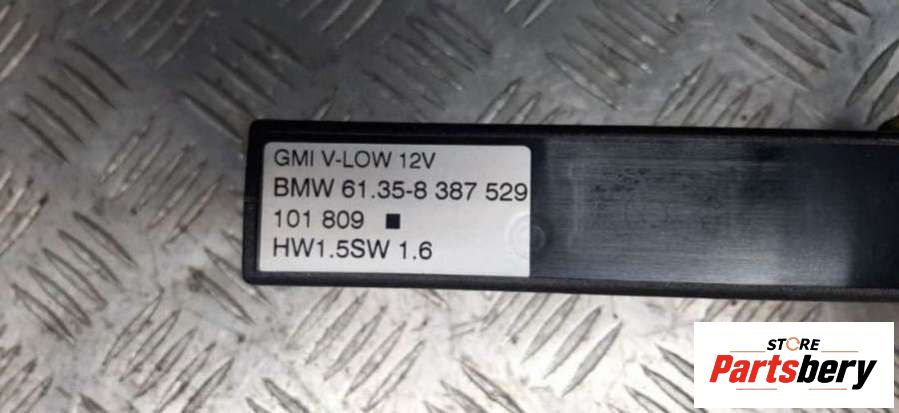 GMI V-LOW 12V
BMW 61.35-8 387 529
101 809 ■
HW1.5SW 1.6
STORE
Partsbery